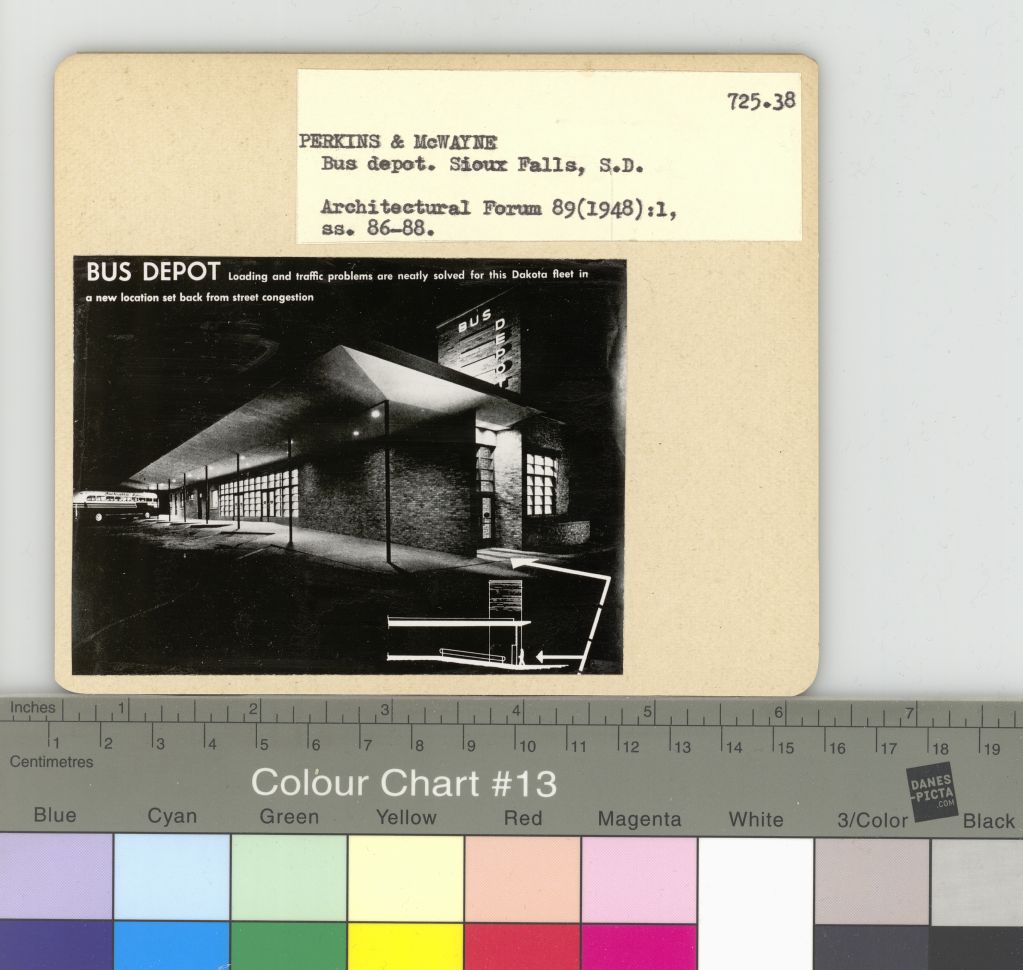 725.38
PERKINS & McWAYNE
Bus depot. Sioux Falls, S.D.
Architectural Forum 89(1948):1,
ss. 86-88.
BUS DEPOT Loading and traffic problems are neatly solved for this Dakota fleet in
a new location set back from street congestion
BUS
DEPOT
Inches 1 2 3 4 5 6 7
1 2 3 4 5 6 7 8 9 10 11 12 13 14 15 16 17 18 19
Centimetres
Colour Chart #13
DANES
-PICTA
.COM
Blue Cyan Green Yellow Red Magenta White 3/Color Black